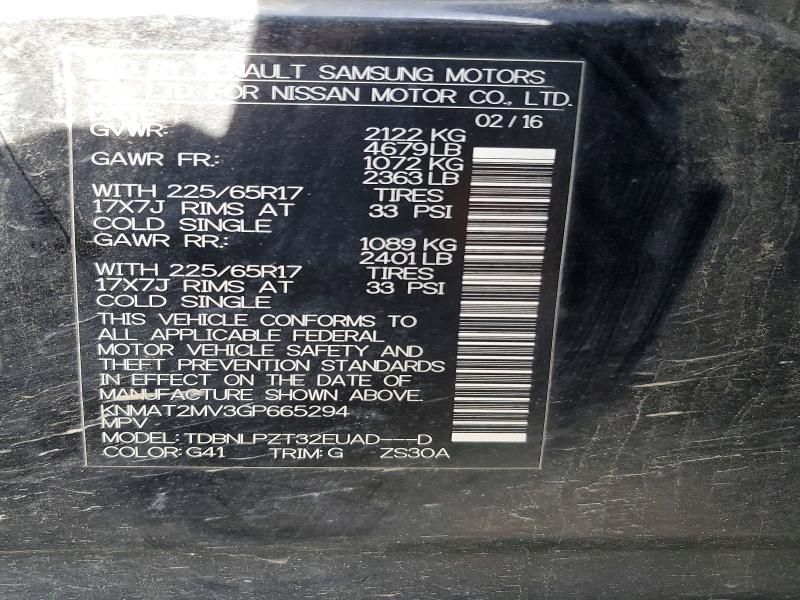 RENAULT SAMSUNG MOTORS
FOR NISSAN MOTOR CO., LTD.
02/16
GVWR: 2122 KG
4679 LB
GAWR FR.: 1072 KG
2363 LB
WITH 225/65R17 TIRES
17X7J RIMS AT 33 PSI
COLD SINGLE
GAWR RR.: 1089 KG
2401 LB
WITH 225/65R17 TIRES
17X7J RIMS AT 33 PSI
COLD SINGLE
THIS VEHICLE CONFORMS TO
ALL APPLICABLE FEDERAL
MOTOR VEHICLE SAFETY AND
THEFT PREVENTION STANDARDS
IN EFFECT ON THE DATE OF
MANUFACTURE SHOWN ABOVE.
KNMAT2MV3GP665294
MPV
MODEL: TDBNLPZT32EUAD---D
COLOR: G41 TRIM: G ZS30A